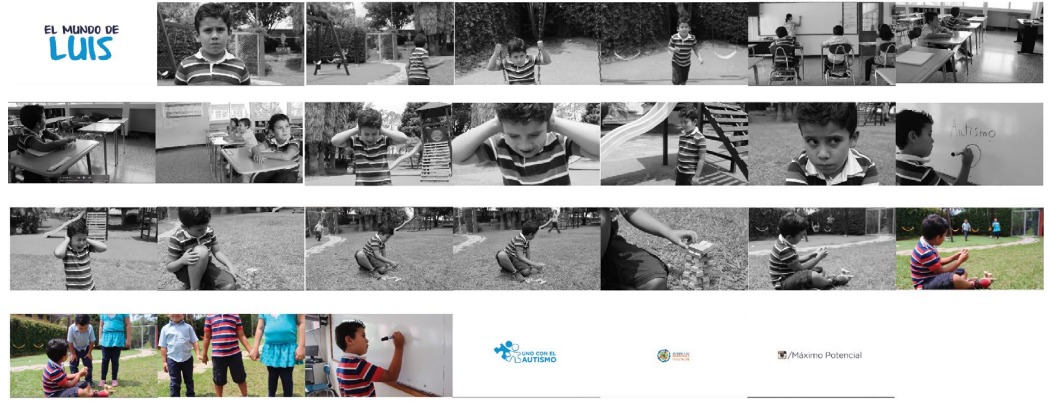 EL MUNDO DE
LUIS
Autismo
UNO CON EL
AUTISMO
/Máximo Potencial